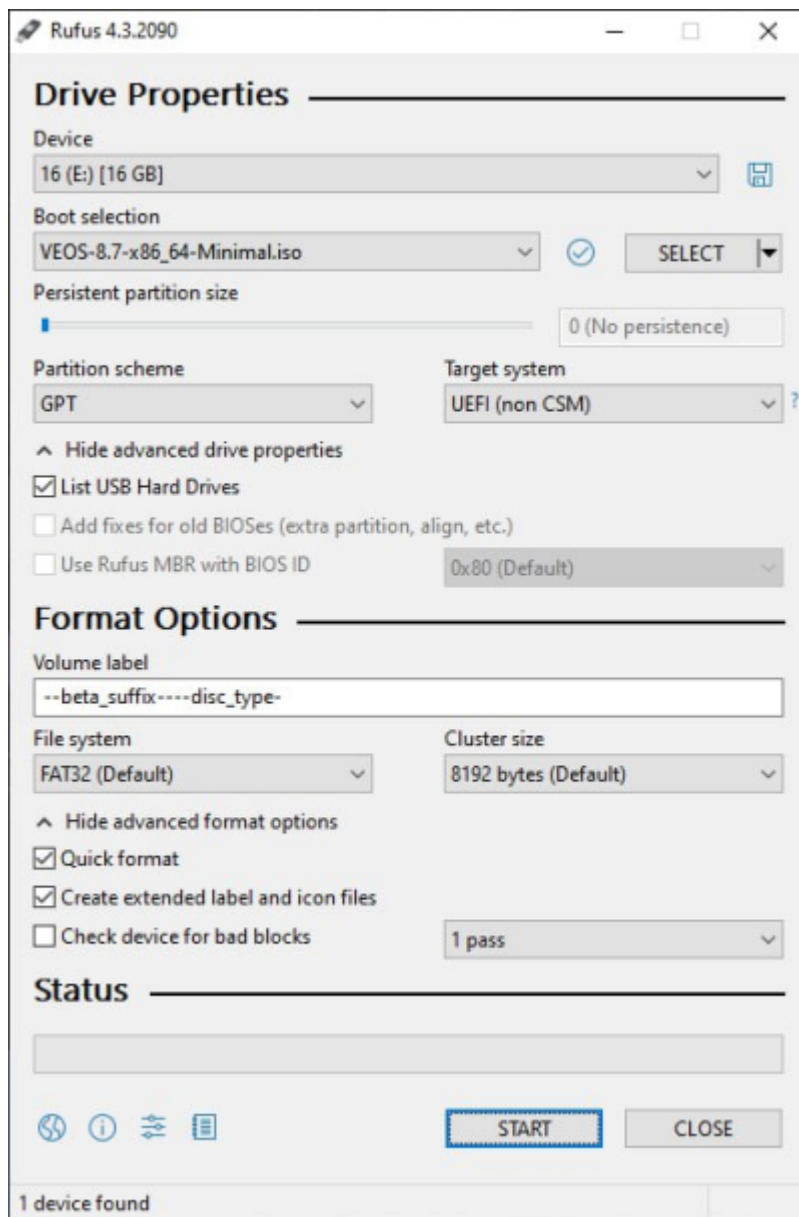 Rufus 4.3.2090
Drive Properties
Device
16 (E:) [16 GB]
Boot selection
VEOS-8.7-x86_64-Minimal.iso
SELECT
Persistent partition size
0 (No persistence)
Partition scheme Target system
GPT UEFI (non CSM) ?
Hide advanced drive properties
List USB Hard Drives
Add fixes for old BIOSes (extra partition, align, etc.)
Use Rufus MBR with BIOS ID 0x80 (Default)
Format Options
Volume label
--beta_suffix----disc_type-
File system Cluster size
FAT32 (Default) 8192 bytes (Default)
Hide advanced format options
Quick format
Create extended label and icon files
Check device for bad blocks 1 pass
Status
START CLOSE
1 device found